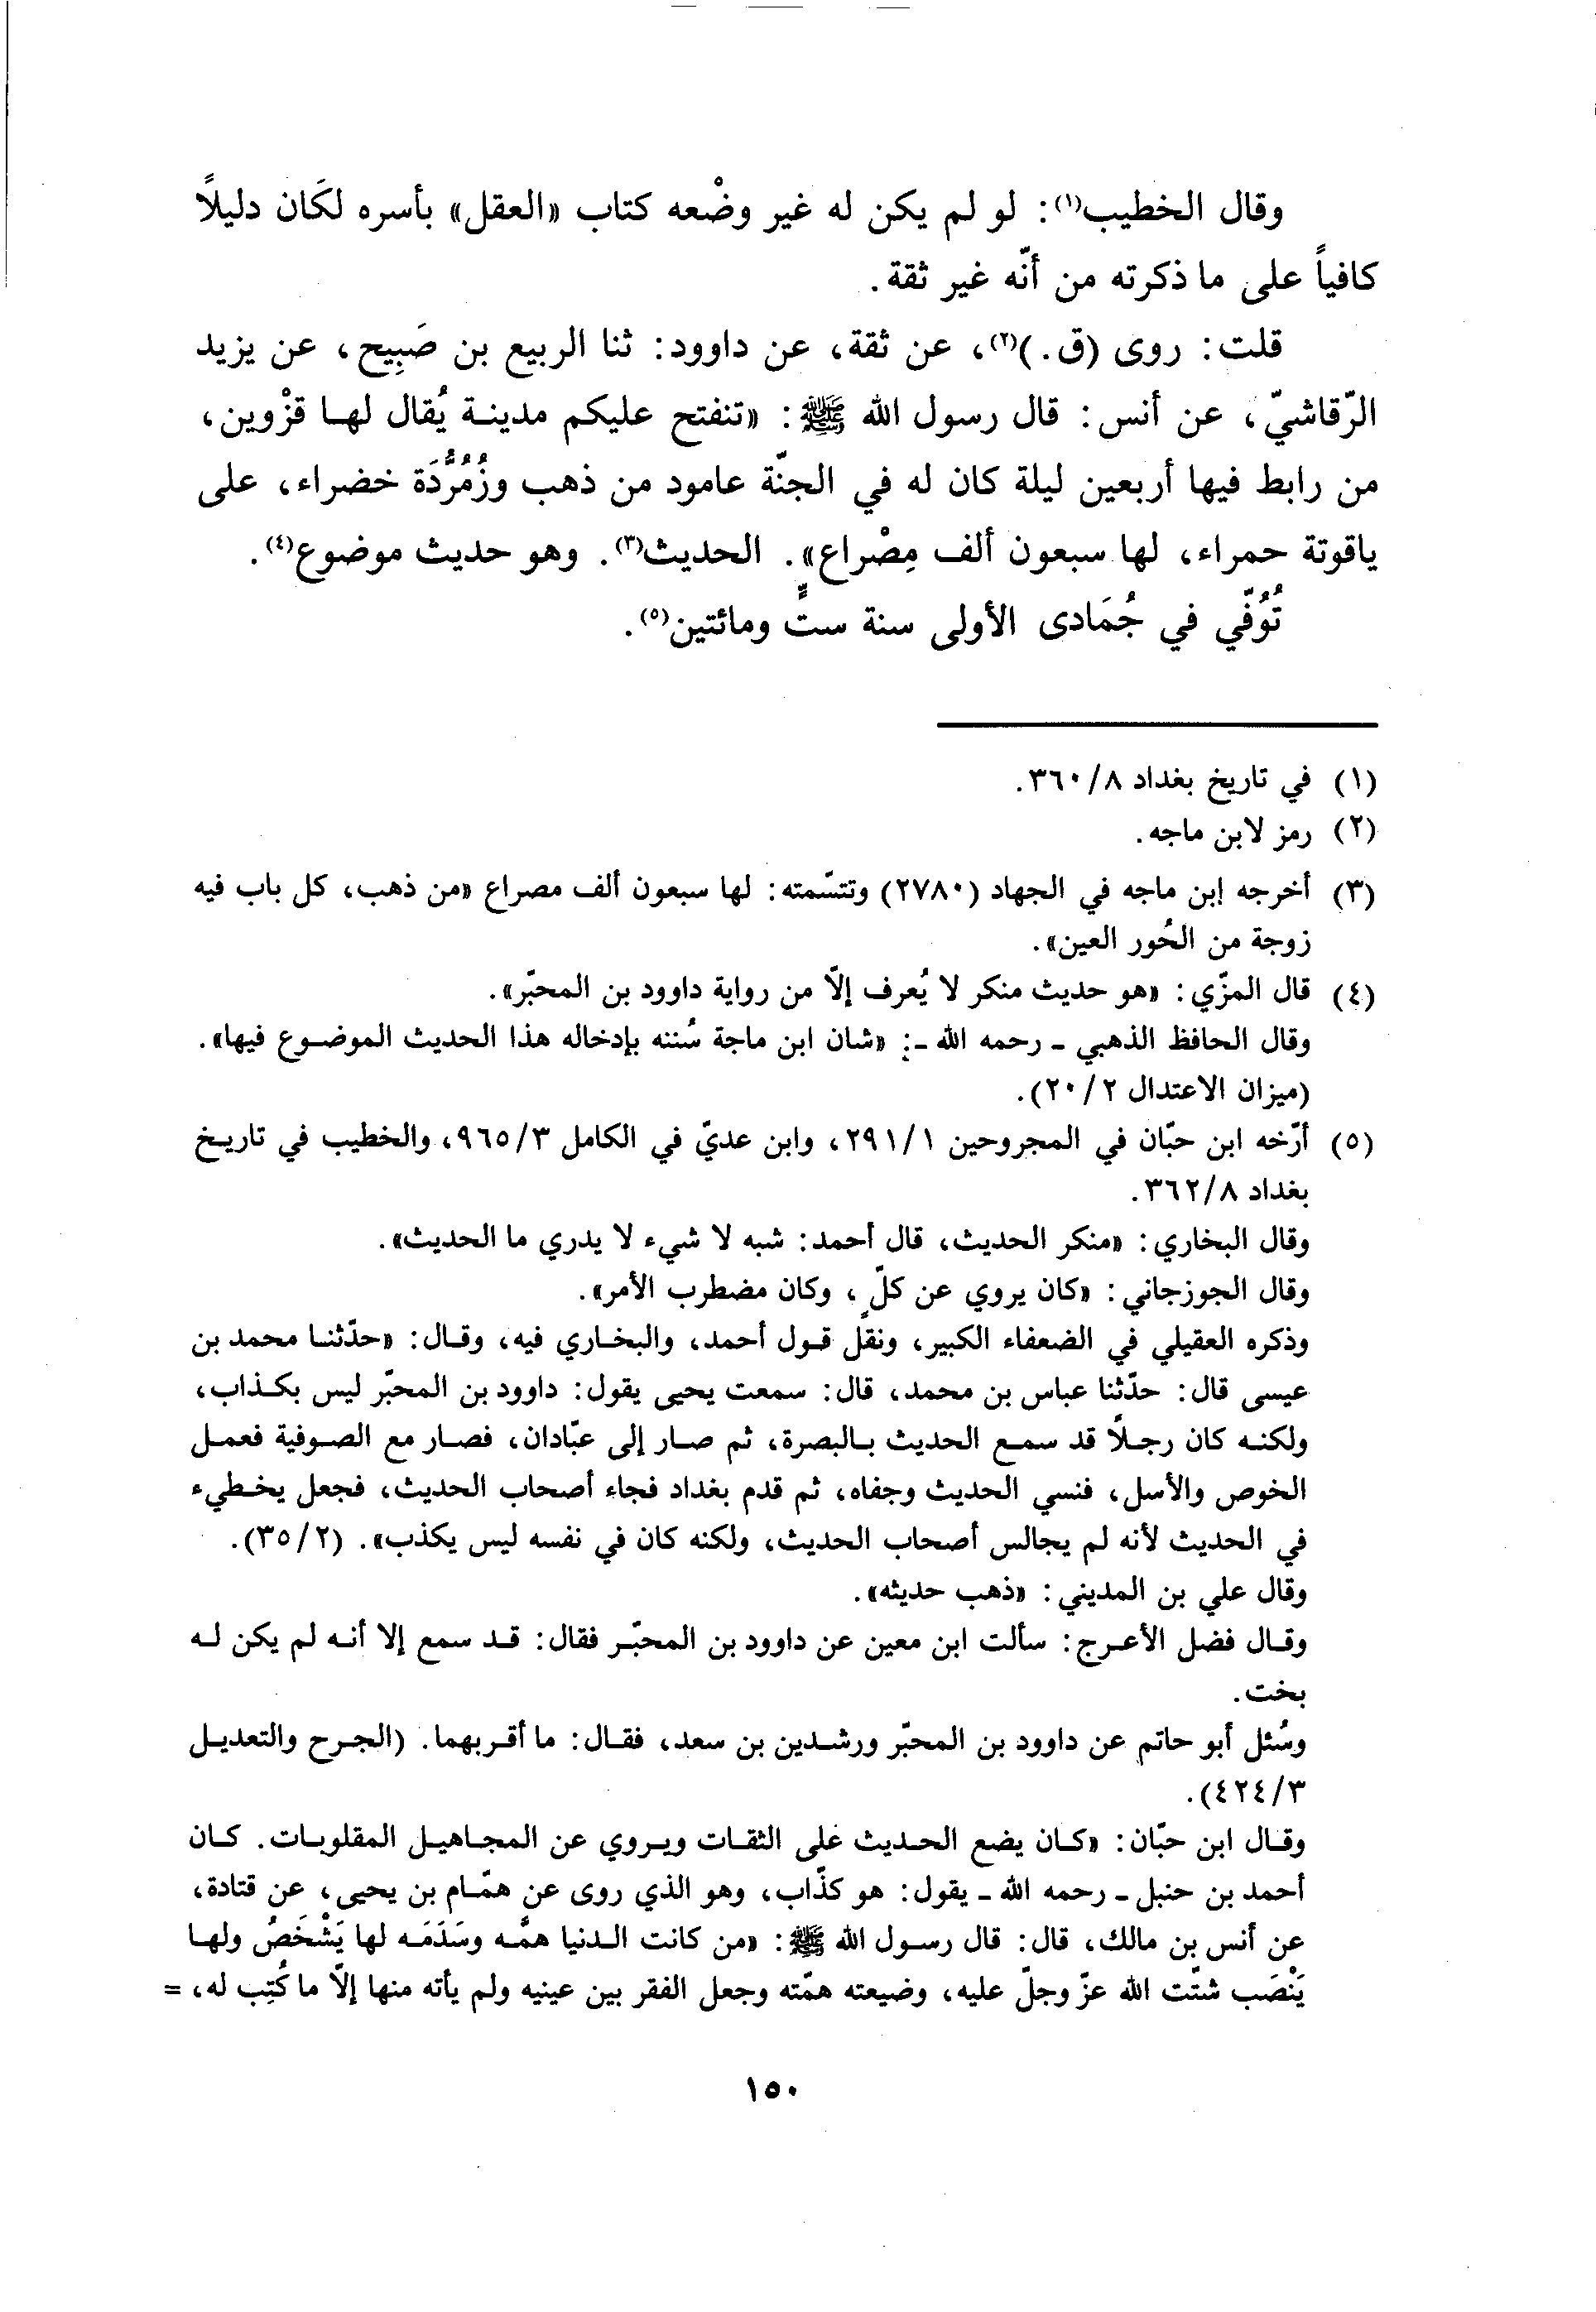 وقال الخطيب(١): لو لم يكن له غير وضْعه كتاب «العقل» بأسره لكَان دليلاً
كافياً على ما ذكرته من أنّه غير ثقة.
قلت: روى (ق.)(٢)، عن ثقة، عن داوود: ثنا الربيع بن صَبِيح، عن يزيد
الرّقاشيّ، عن أنس: قال رسول الله ﷺ: «تنفتح عليكم مدينة يُقال لها قزْوين،
من رابط فيها أربعين ليلة كان له في الجنّة عامود من ذهب وزُمُرُّدَة خضراء، على
ياقوتة حمراء، لها سبعون ألف مِصْراع». الحديث(٣). وهو حديث موضوع(٤).
تُوُفّي في جُمَادى الأولى سنة ستٍّ ومائتين(٥).
(١) في تاريخ بغداد ٣٦٠/٨.
(٢) رمز لابن ماجه.
(٣) أخرجه إبن ماجه في الجهاد (٢٧٨٠) وتتسّمته: لها سبعون ألف مصراع «من ذهب، كل باب فيه
زوجة من الحُور العين».
(٤) قال المزّي: «هو حديث منكر لا يُعرف إلّا من رواية داوود بن المحبّر».
وقال الحافظ الذهبي - رحمه الله -: «شان ابن ماجة سُننه بإدخاله هذا الحديث الموضوع فيها».
(ميزان الاعتدال ٢٠/٢).
(٥) أرّخه ابن حبّان في المجروحين ٢٩١/١، وابن عديّ في الكامل ٩٦٥/٣، والخطيب في تاريخ
بغداد ٣٦٢/٨.
وقال البخاري: «منكر الحديث، قال أحمد: شبه لا شيء لا يدري ما الحديث».
وقال الجوزجاني: «كان يروي عن كلّ، وكان مضطرب الأمر».
وذكره العقيلي في الضعفاء الكبير، ونقل قول أحمد، والبخاري فيه، وقال: «حدّثنا محمد بن
عيسى قال: حدّثنا عباس بن محمد، قال: سمعت يحيى يقول: داوود بن المحبّر ليس بكذاب،
ولكنه كان رجلاً قد سمع الحديث بالبصرة، ثم صار إلى عبّادان، فصار مع الصوفية فعمل
الخوص والأسل، فنسي الحديث وجفاه، ثم قدم بغداد فجاء أصحاب الحديث، فجعل يخطيء
في الحديث لأنه لم يجالس أصحاب الحديث، ولكنه كان في نفسه ليس يكذب». (٣٥/٢).
وقال علي بن المديني: «ذهب حديثه».
وقال فضل الأعرج: سألت ابن معين عن داوود بن المحبّر فقال: قد سمع إلا أنه لم يكن له
بخت.
وسُئل أبو حاتم عن داوود بن المحبّر ورشدين بن سعد، فقال: ما أقربهما. (الجرح والتعديل
٤٢٤/٣).
وقال ابن حبّان: «كان يضع الحديث على الثقات ويروي عن المجاهيل المقلوبات. كان
أحمد بن حنبل - رحمه الله - يقول: هو كذّاب، وهو الذي روى عن همّام بن يحيى، عن قتادة،
عن أنس بن مالك، قال: قال رسول الله ﷺ: «من كانت الدنيا همّه وسَدَمَه لها يَشْخَصُ ولها
يَنْصَب شتّت الله عزّ وجلّ عليه، وضيعته همّته وجعل الفقر بين عينيه ولم يأته منها إلّا ما كُتِب له، =
١٥٠